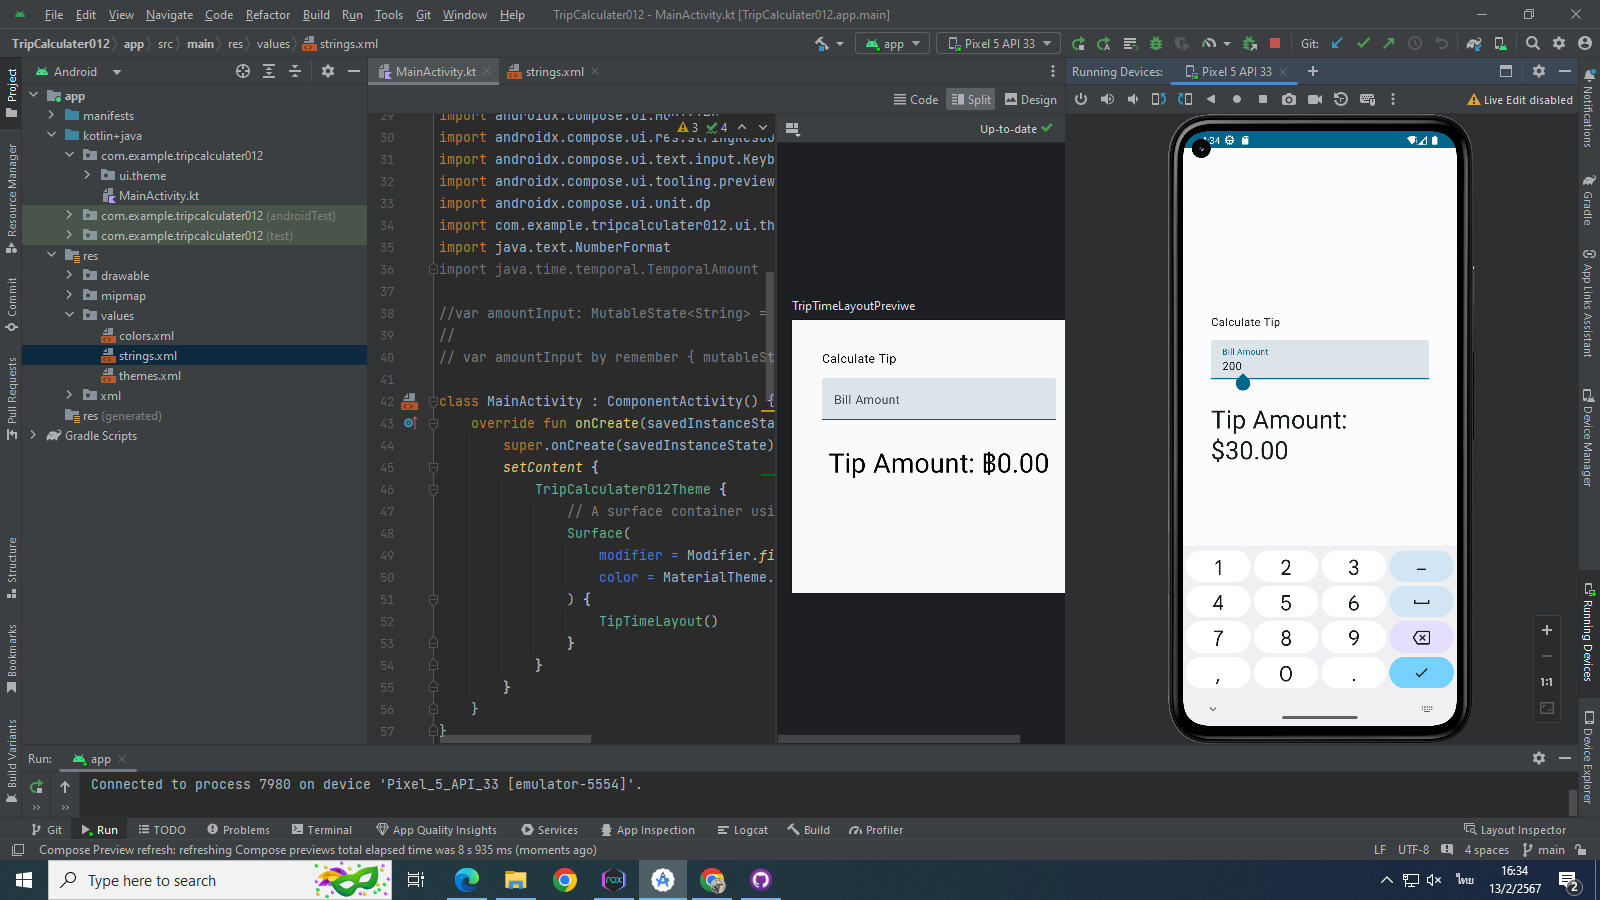 File Edit View Navigate Code Refactor Build Run Tools Git Window Help TripCalculater012 - MainActivity.kt [TripCalculater012.app.main]
TripCalculater012 app src main res values strings.xml app Pixel 5 API 33 Git:
Project
Resource Manager
Commit
Pull Requests
Structure
Bookmarks
Build Variants
Android
app
manifests
kotlin+java
com.example.tripcalculater012
ui.theme
MainActivity.kt
com.example.tripcalculater012 (androidTest)
com.example.tripcalculater012 (test)
res
drawable
mipmap
values
colors.xml
strings.xml
themes.xml
xml
res (generated)
Gradle Scripts
MainActivity.kt strings.xml
Code Split Design
3 4
29 import androidx.compose.ui.Modifier
30 import androidx.compose.ui.res.stringResou
31 import androidx.compose.ui.text.input.Keyb
32 import androidx.compose.ui.tooling.preview
33 import androidx.compose.ui.unit.dp
34 import com.example.tripcalculater012.ui.th
35 import java.text.NumberFormat
36 import java.time.temporal.TemporalAmount
37
38 //var amountInput: MutableState<String> =
39 //
40 // var amountInput by remember { mutableSt
41
42 class MainActivity : ComponentActivity() {
43 override fun onCreate(savedInstanceSta
44 super.onCreate(savedInstanceState)
45 setContent {
46 TripCalculater012Theme {
47 // A surface container usi
48 Surface(
49 modifier = Modifier.fi
50 color = MaterialTheme.
51 ) {
52 TipTimeLayout()
53 }
54 }
55 }
56 }
57 }
Up-to-date
TripTimeLayoutPreviwe
Calculate Tip
Bill Amount
Tip Amount: ฿0.00
Running Devices: Pixel 5 API 33
Live Edit disabled
:34
Calculate Tip
Bill Amount
200
Tip Amount:
$30.00
1 2 3 –
4 5 6
7 8 9
, 0 .
1:1
Notifications
Gradle
App Links Assistant
Device Manager
Running Devices
Device Explorer
Run: app
Connected to process 7980 on device 'Pixel_5_API_33 [emulator-5554]'.
Git Run TODO Problems Terminal App Quality Insights Services App Inspection Logcat Build Profiler Layout Inspector
Compose Preview refresh: refreshing Compose previews total elapsed time was 8 s 935 ms (moments ago) LF UTF-8 4 spaces main
Type here to search
nox
ไทย
16:34
13/2/2567
2